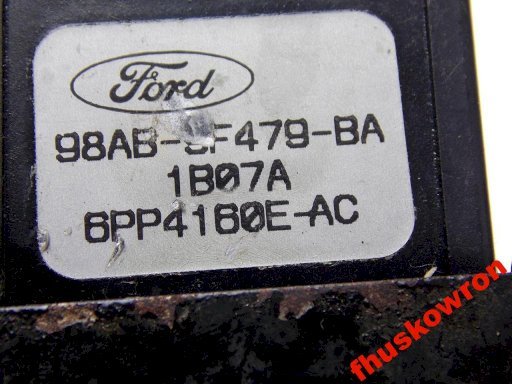 Ford
98AB-9F479-BA
1B07A
6PP4160E-AC
fhuskowron